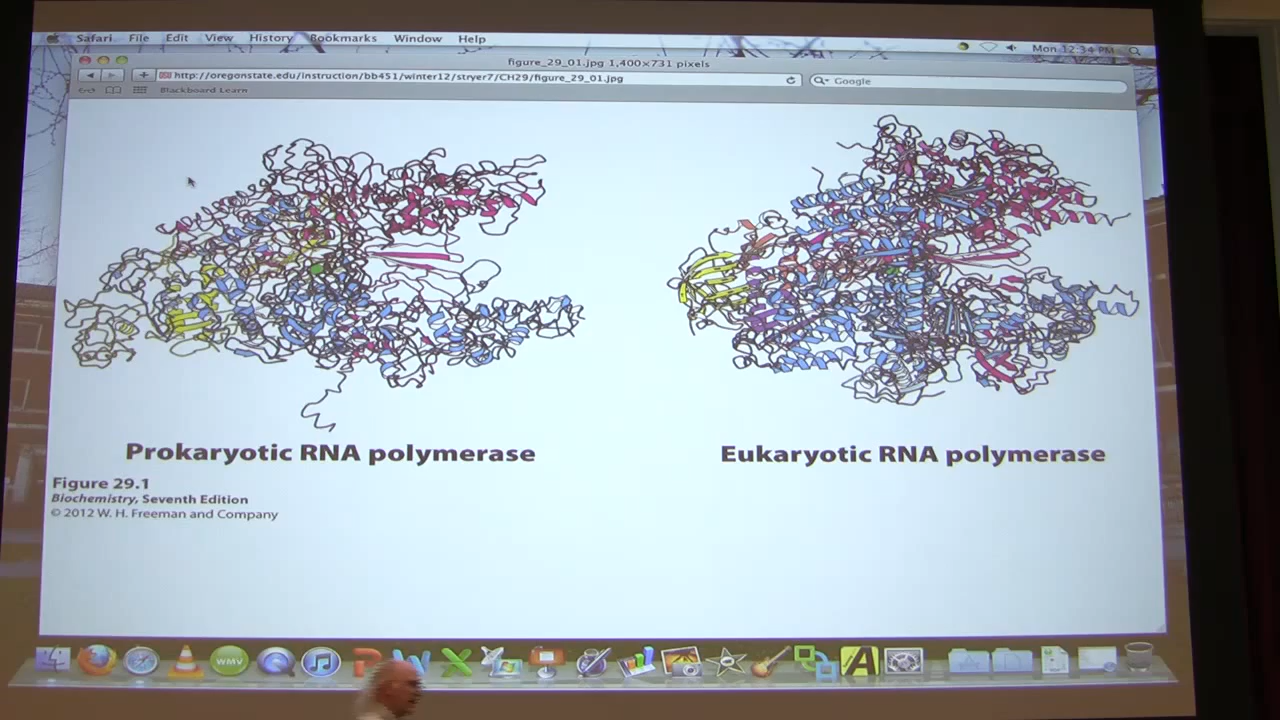 Safari File Edit View History Bookmarks Window Help
Mon 12:34 PM
figure_29_01.jpg 1,400×731 pixels
http://oregonstate.edu/instruction/bb451/winter12/stryer7/CH29/figure_29_01.jpg
Google
Blackboard Learn
Prokaryotic RNA polymerase
Eukaryotic RNA polymerase
Figure 29.1
Biochemistry, Seventh Edition
© 2012 W. H. Freeman and Company
WMV